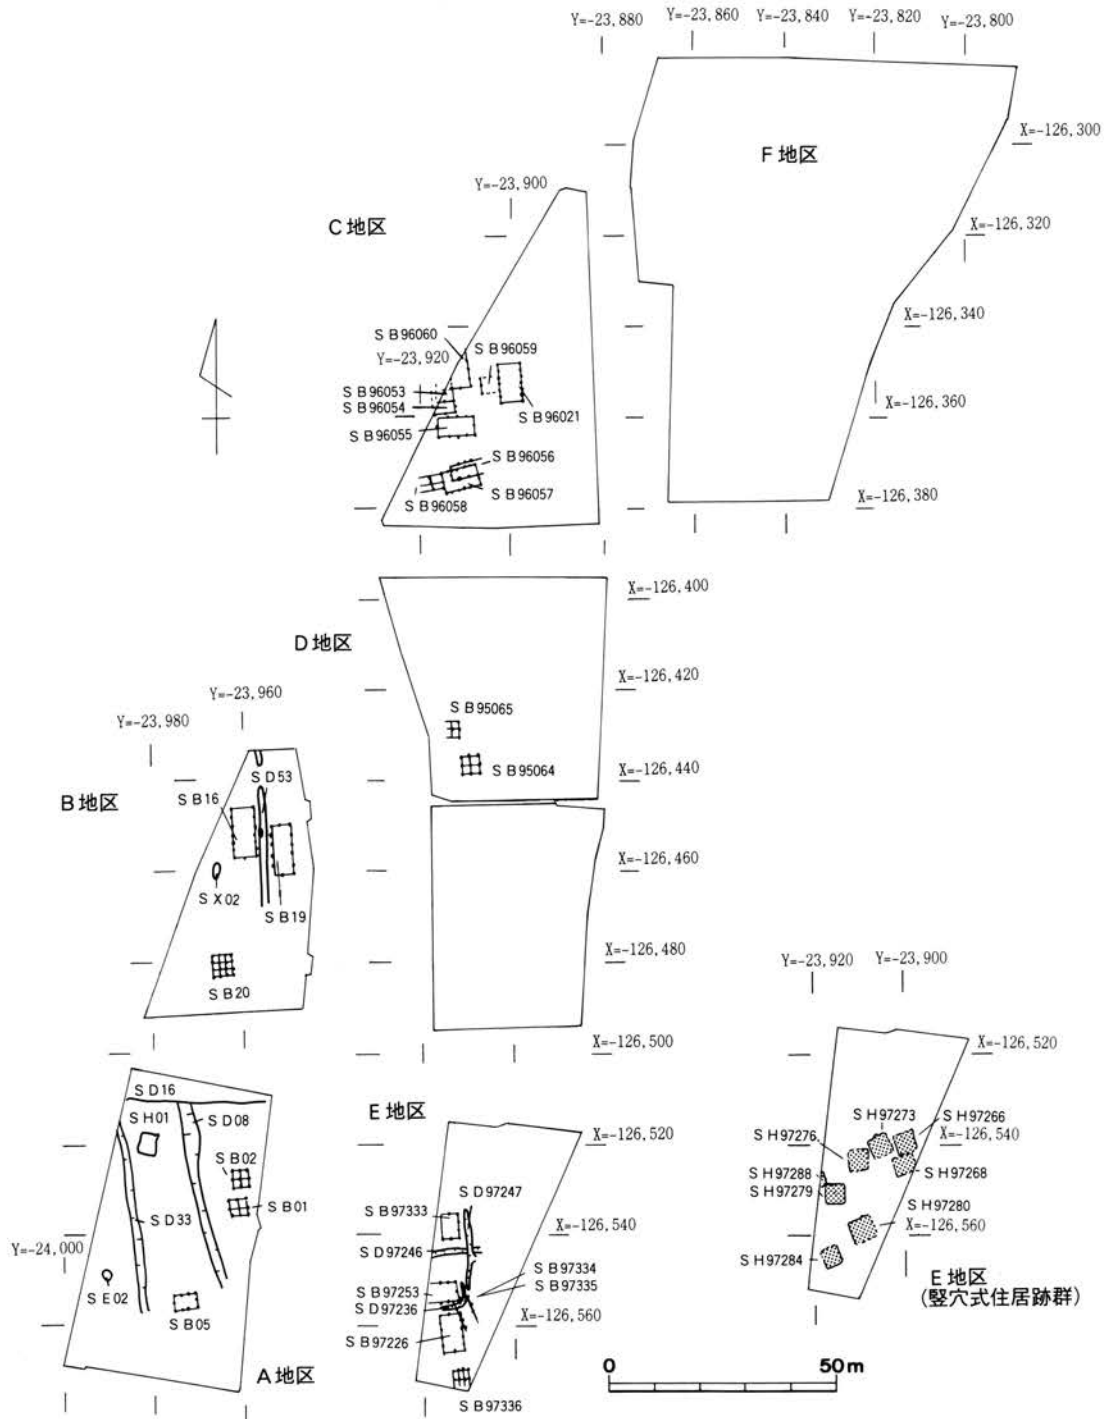 Y=-23,880
Y=-23,860
Y=-23,840
Y=-23,820
Y=-23,800
X=-126,300
F地区
Y=-23,900
C地区
X=-126,320
X=-126,340
SB96060
SB96059
Y=-23,920
SB96053
SB96054
SB96021
X=-126,360
SB96055
SB96056
SB96057
SB96058
X=-126,380
X=-126,400
D地区
X=-126,420
Y=-23,960
Y=-23,980
SB95065
SB95064
X=-126,440
B地区
SD53
SB16
X=-126,460
SX02
SB19
X=-126,480
SB20
Y=-23,920
Y=-23,900
X=-126,500
X=-126,520
SD16
SH01
SD08
E地区
X=-126,520
SH97273
SH97266
SH97276
X=-126,540
SB02
SH97268
SH97288
SD97247
SH97279
SB01
SB97333
SH97280
SD33
X=-126,540
X=-126,560
Y=-24,000
SD97246
SH97284
SB97334
SB97335
SE02
SB97253
SD97236
E地区
(竪穴式住居跡群)
X=-126,560
SB05
SB97226
A地区
0 50m
SB97336